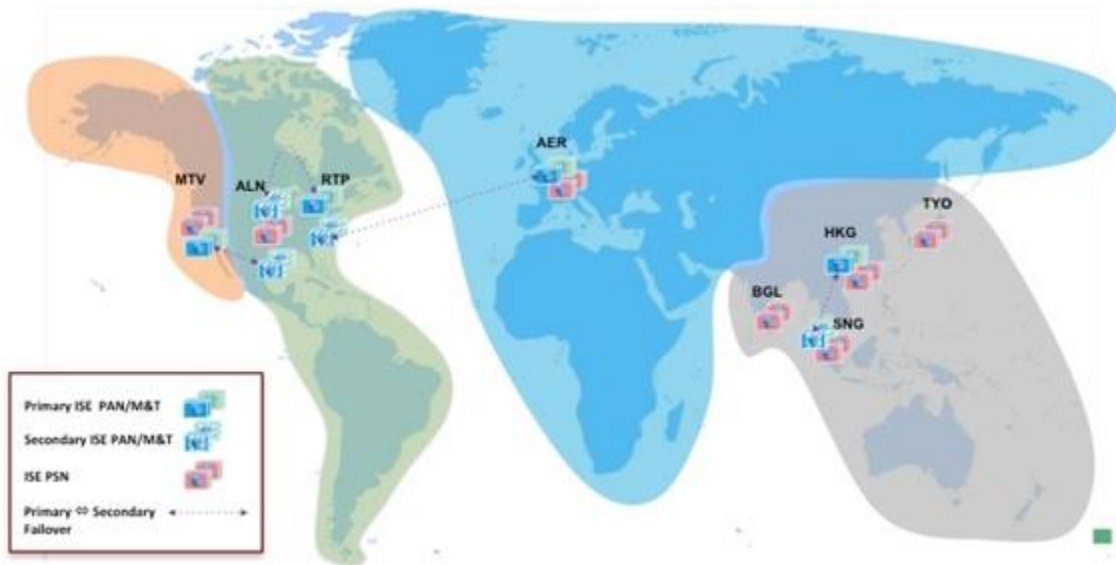 AER
MTV
ALN
RTP
TYO
HKG
BGL
SNG
Primary ISE PAN/M&T
Secondary ISE PAN/M&T
ISE PSN
Primary ⇔ Secondary
Failover